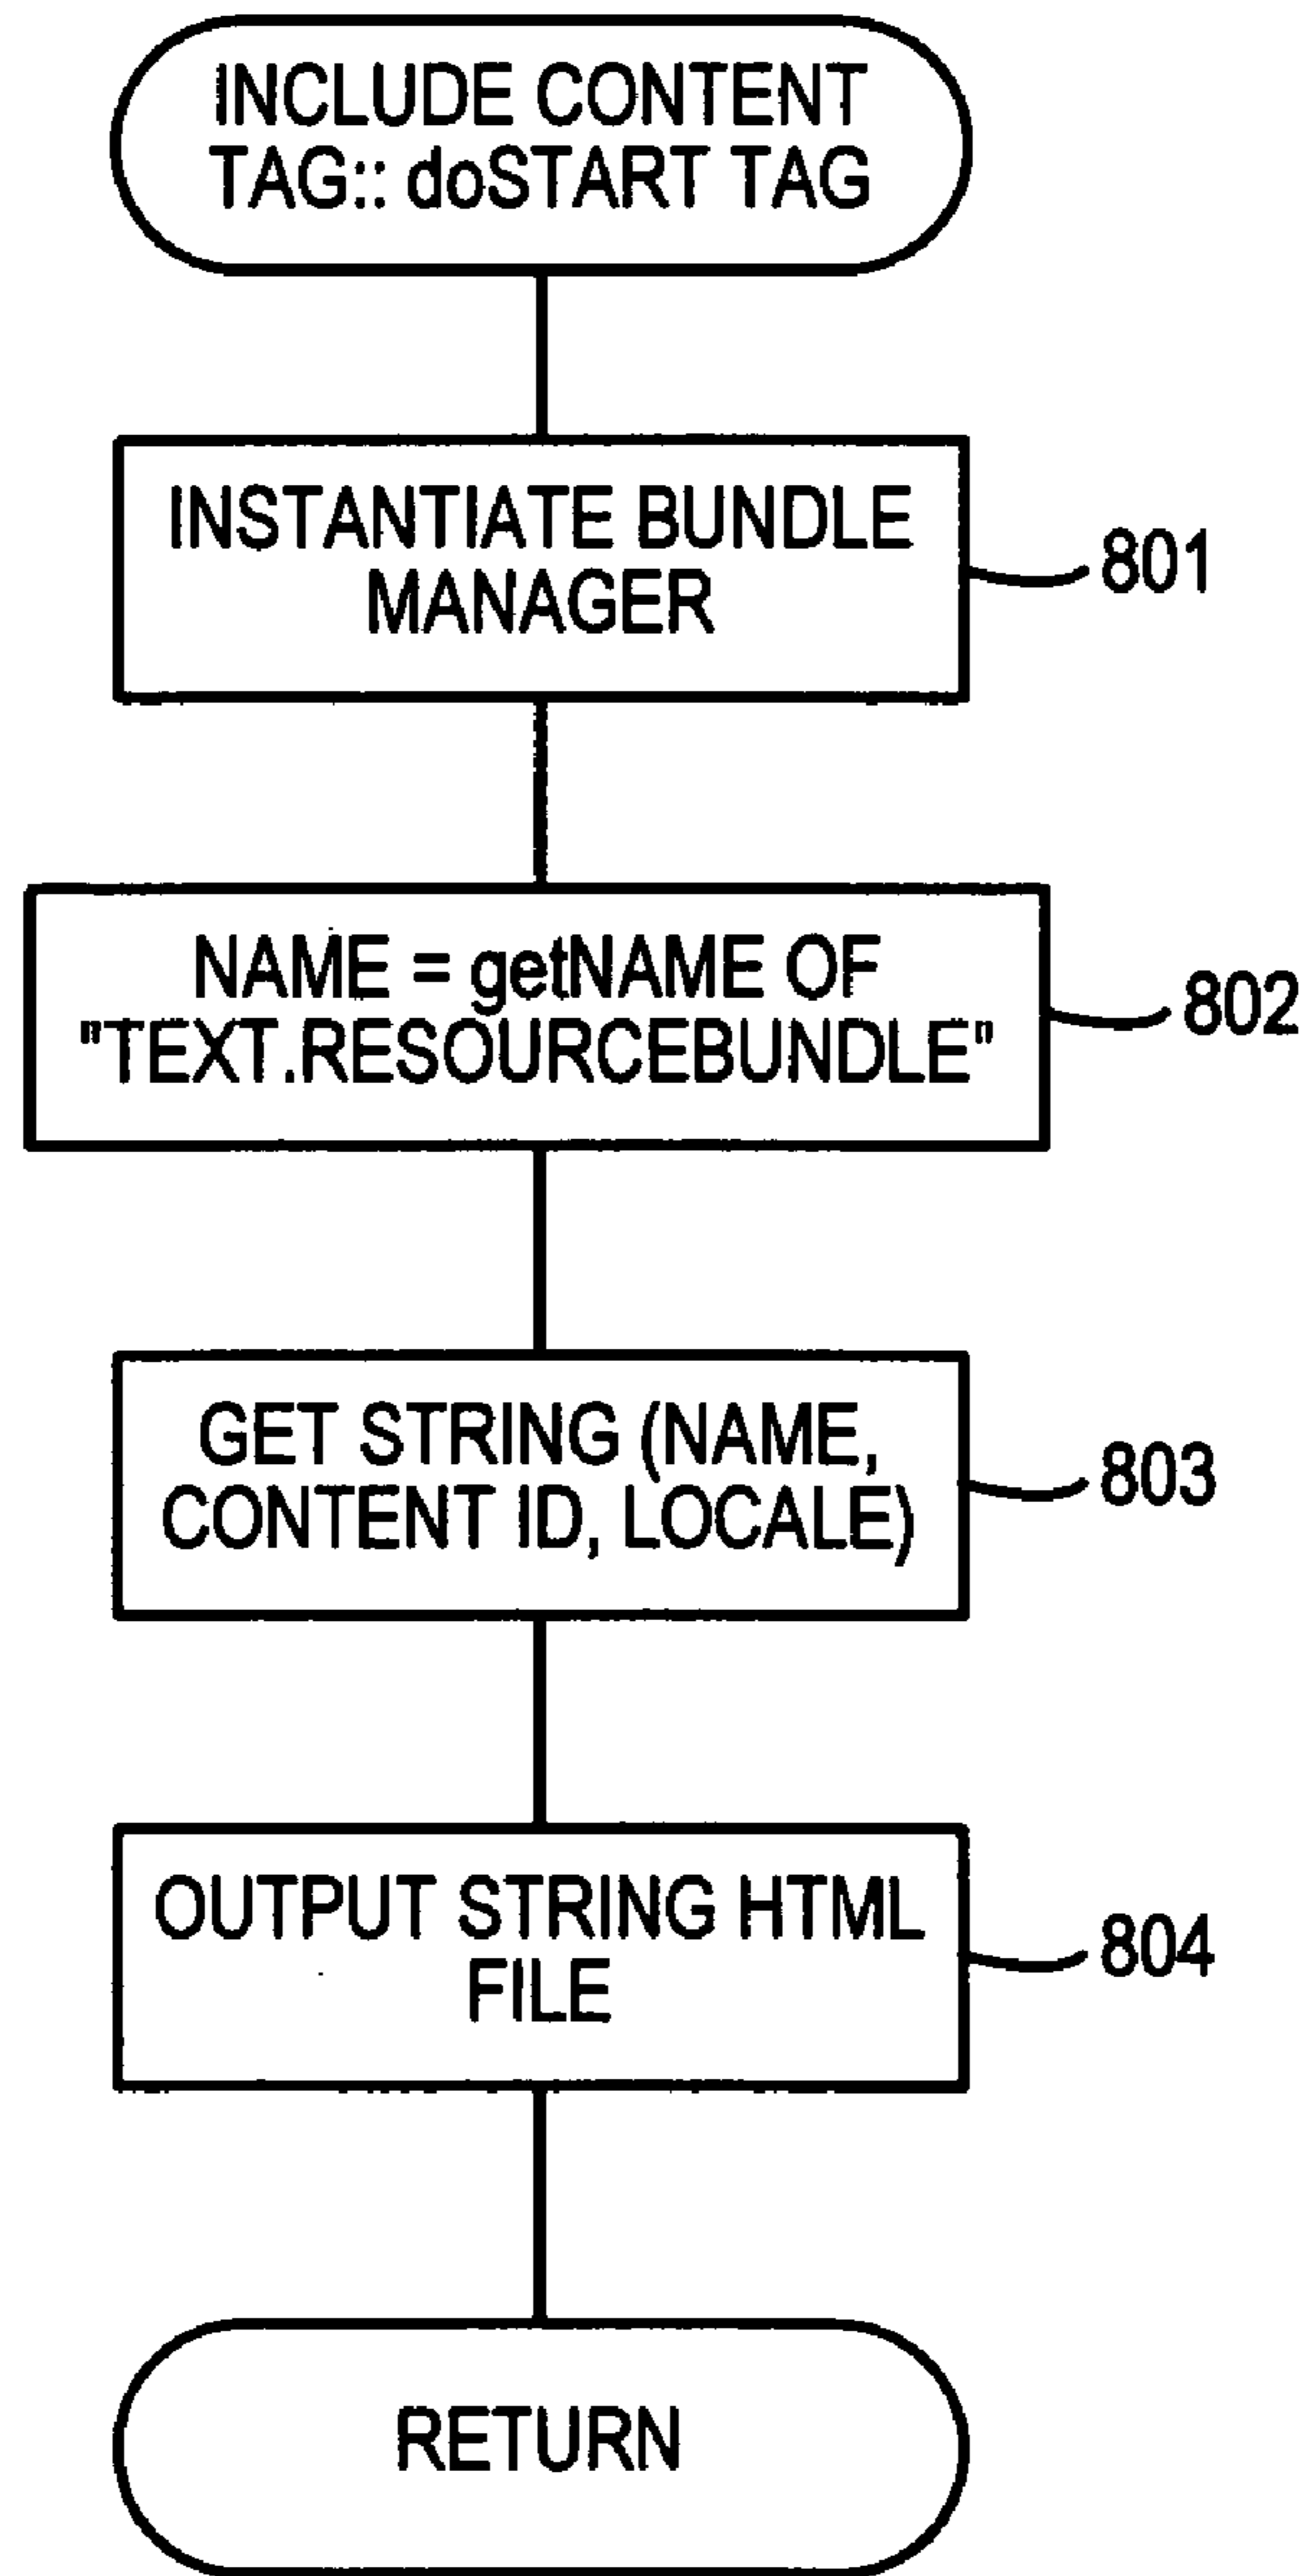 INCLUDE CONTENT
TAG:: doSTART TAG
INSTANTIATE BUNDLE
MANAGER
801
NAME = getNAME OF
"TEXT.RESOURCEBUNDLE"
802
GET STRING (NAME,
CONTENT ID, LOCALE)
803
OUTPUT STRING HTML
FILE
804
RETURN